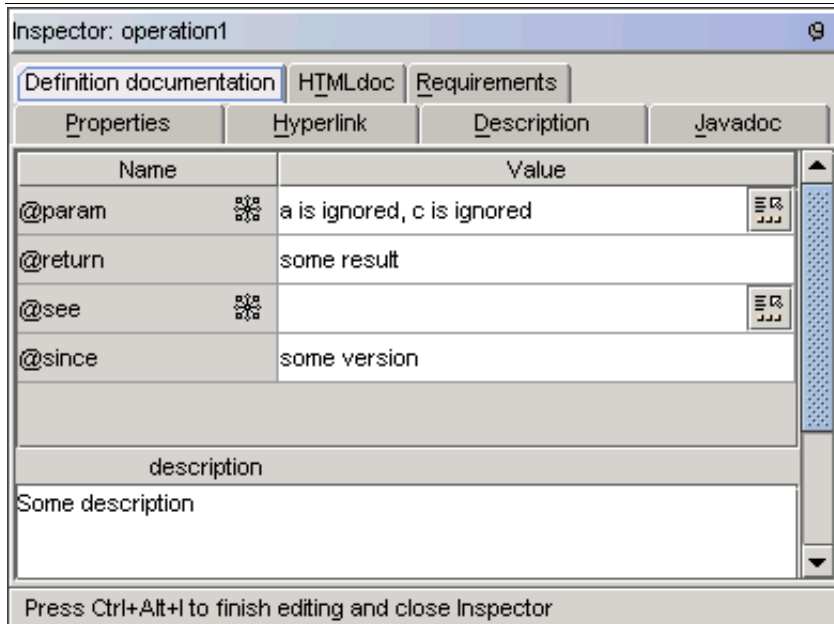 Inspector: operation1
Definition documentation HTMLdoc Requirements
Properties Hyperlink Description Javadoc
Name Value
@param a is ignored, c is ignored
@return some result
@see
@since some version
description
Some description
Press Ctrl+Alt+I to finish editing and close Inspector